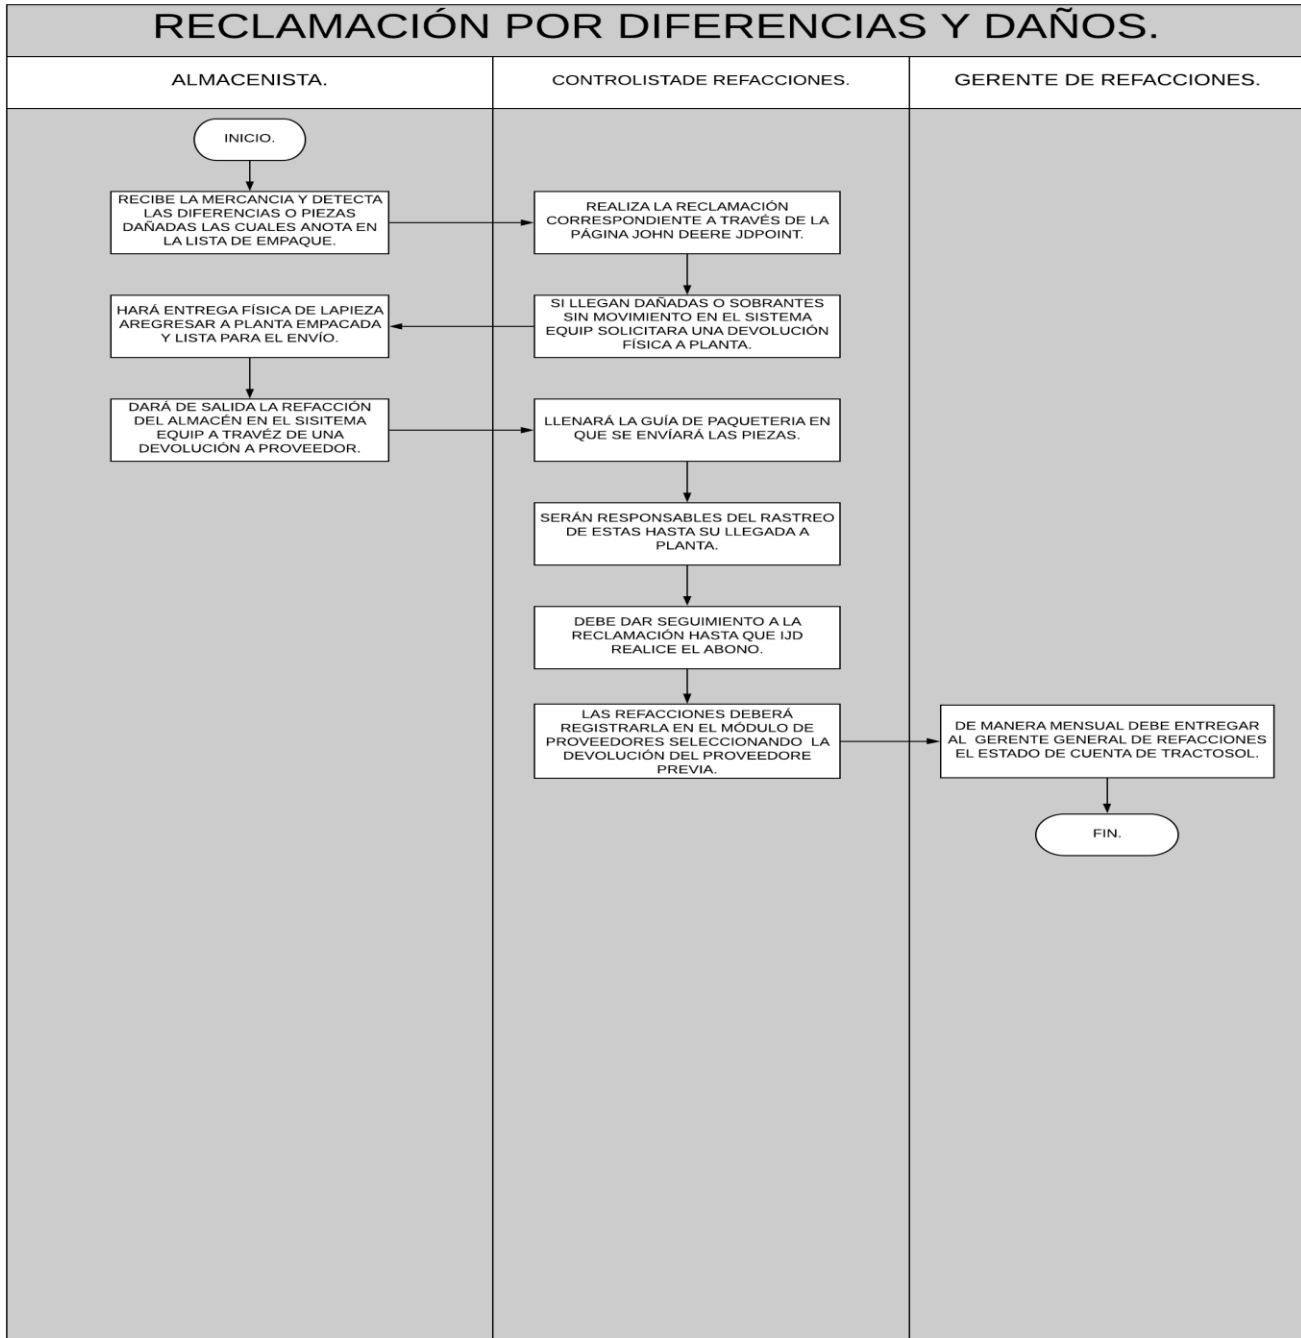 RECLAMACIÓN POR DIFERENCIAS Y DAÑOS.
ALMACENISTA.
CONTROLISTADE REFACCIONES.
GERENTE DE REFACCIONES.
INICIO.
RECIBE LA MERCANCIA Y DETECTA
LAS DIFERENCIAS O PIEZAS
DAÑADAS LAS CUALES ANOTA EN
LA LISTA DE EMPAQUE.
REALIZA LA RECLAMACIÓN
CORRESPONDIENTE A TRAVÉS DE LA
PÁGINA JOHN DEERE JDPOINT.
SI LLEGAN DAÑADAS O SOBRANTES
SIN MOVIMIENTO EN EL SISTEMA
EQUIP SOLICITARA UNA DEVOLUCIÓN
FÍSICA A PLANTA.
HARÁ ENTREGA FÍSICA DE LAPIEZA
AREGRESAR A PLANTA EMPACADA
Y LISTA PARA EL ENVÍO.
DARÁ DE SALIDA LA REFACCIÓN
DEL ALMACÉN EN EL SISITEMA
EQUIP A TRAVÉZ DE UNA
DEVOLUCIÓN A PROVEEDOR.
LLENARÁ LA GUÍA DE PAQUETERIA EN
QUE SE ENVÍARÁ LAS PIEZAS.
SERÁN RESPONSABLES DEL RASTREO
DE ESTAS HASTA SU LLEGADA A
PLANTA.
DEBE DAR SEGUIMIENTO A LA
RECLAMACIÓN HASTA QUE IJD
REALICE EL ABONO.
LAS REFACCIONES DEBERÁ
REGISTRARLA EN EL MÓDULO DE
PROVEEDORES SELECCIONANDO LA
DEVOLUCIÓN DEL PROVEEDORE
PREVIA.
DE MANERA MENSUAL DEBE ENTREGAR
AL GERENTE GENERAL DE REFACCIONES
EL ESTADO DE CUENTA DE TRACTOSOL.
FIN.